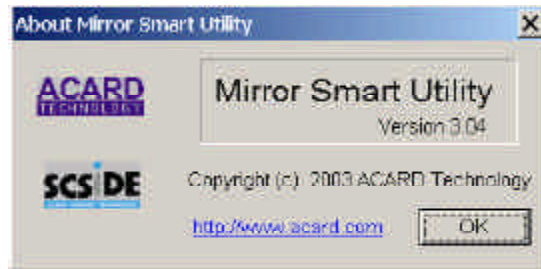 About Mirror Smart Utility
ACARD
TECHNOLOGY
Mirror Smart Utility
Version 3.04
SCSIDE
Copyright (c) 2003 ACARD Technology
http://www.acard.com
OK